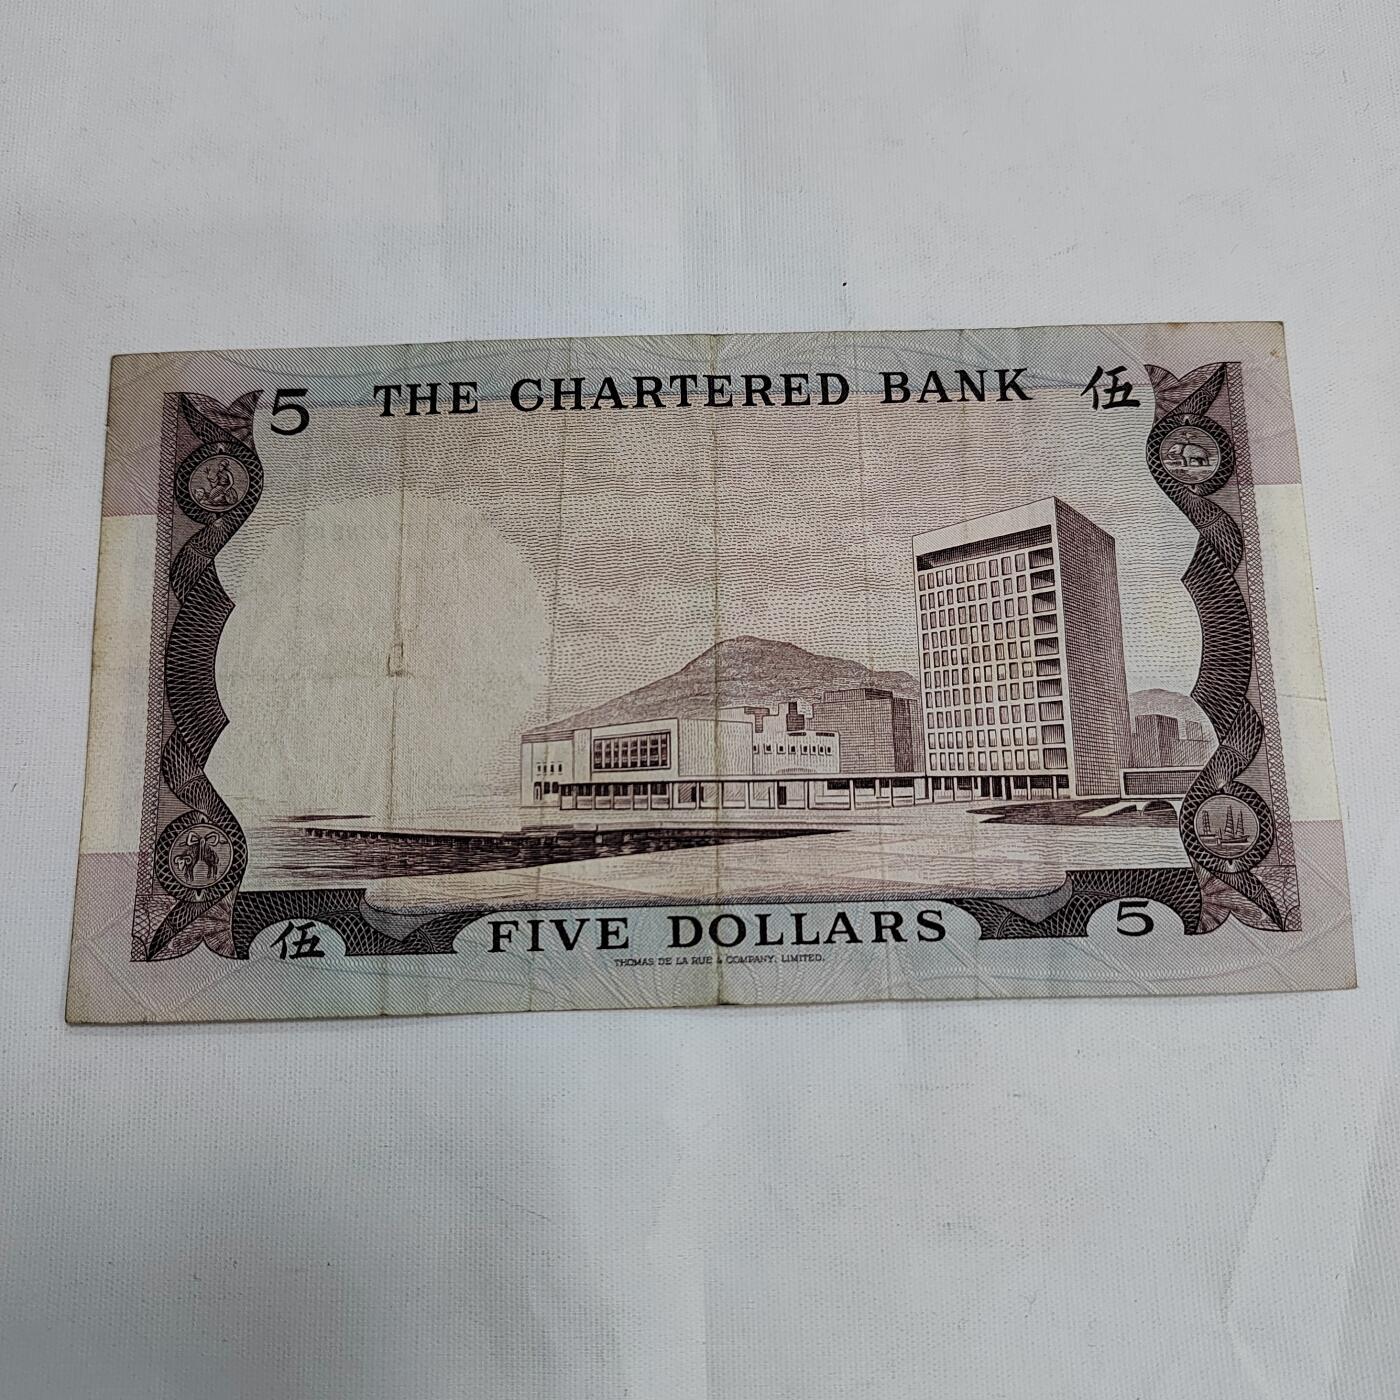 5 THE CHARTERED BANK 伍
伍 FIVE DOLLARS 5
THOMAS DE LA RUE & COMPANY, LIMITED.